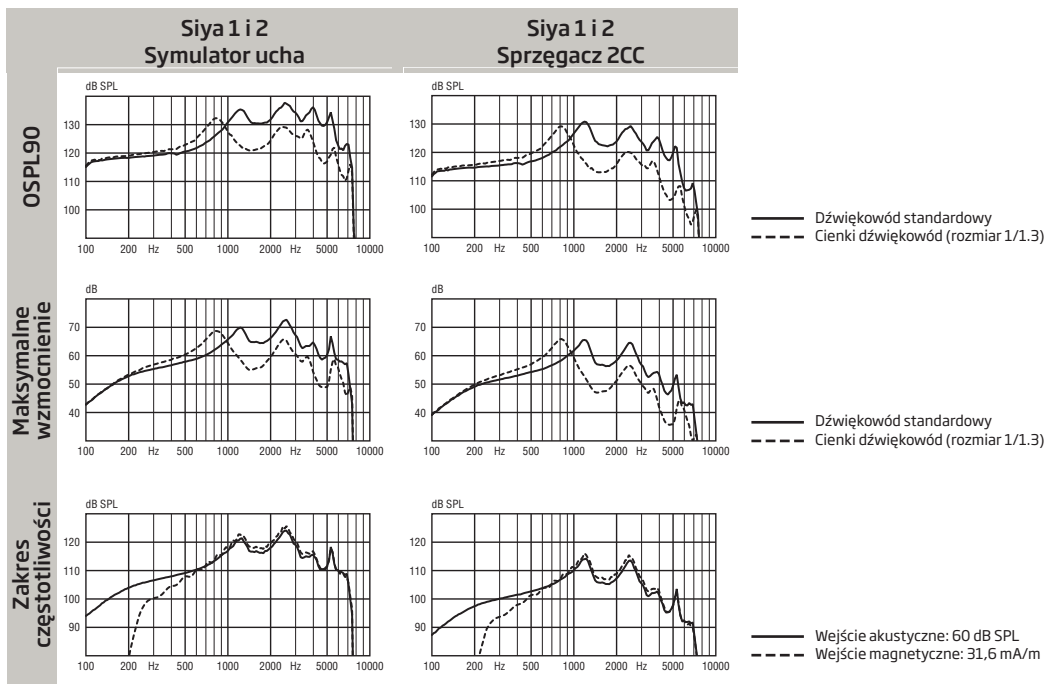 Siya 1 i 2
Symulator ucha
Siya 1 i 2
Sprzęgacz 2CC
OSPL90
dB SPL
130
120
110
100
100 200 Hz 500 1000 2000 Hz 5000 10000
dB SPL
130
120
110
100
100 200 Hz 500 1000 2000 Hz 5000 10000
Dźwiękowód standardowy
Cienki dźwiękowód (rozmiar 1/1.3)
Maksymalne
wzmocnienie
dB
70
60
50
40
100 200 Hz 500 1000 2000 Hz 5000 10000
dB
70
60
50
40
100 200 Hz 500 1000 2000 Hz 5000 10000
Dźwiękowód standardowy
Cienki dźwiękowód (rozmiar 1/1.3)
Zakres
częstotliwości
dB SPL
120
110
100
90
100 200 Hz 500 1000 2000 Hz 5000 10000
dB SPL
120
110
100
90
100 200 Hz 500 1000 2000 Hz 5000 10000
Wejście akustyczne: 60 dB SPL
Wejście magnetyczne: 31,6 mA/m